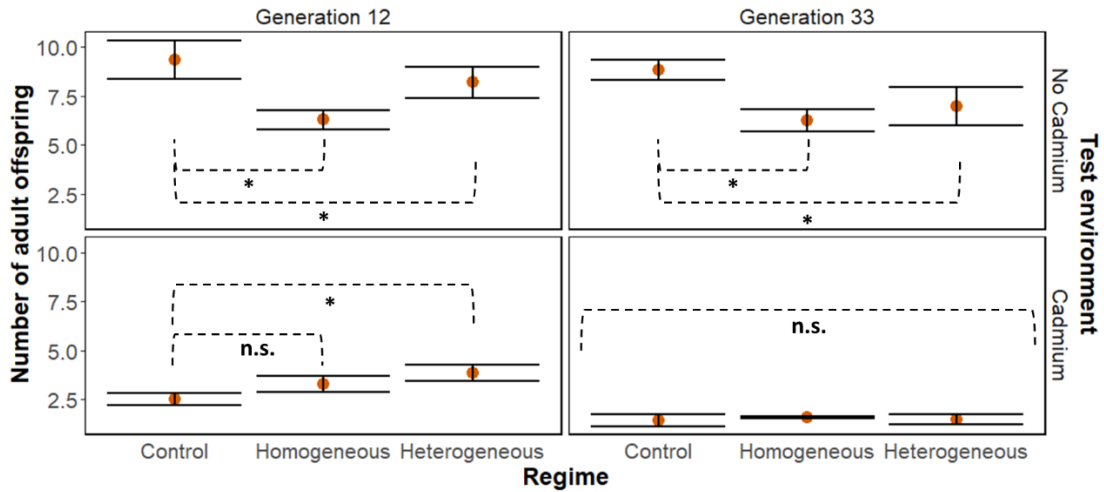 Generation 12
Generation 33
Number of adult offspring
10.0
7.5
5.0
2.5
*
*
*
*
No Cadmium
10.0
7.5
5.0
2.5
*
n.s.
n.s.
Cadmium
Test environment
Control Homogeneous Heterogeneous
Control Homogeneous Heterogeneous
Regime